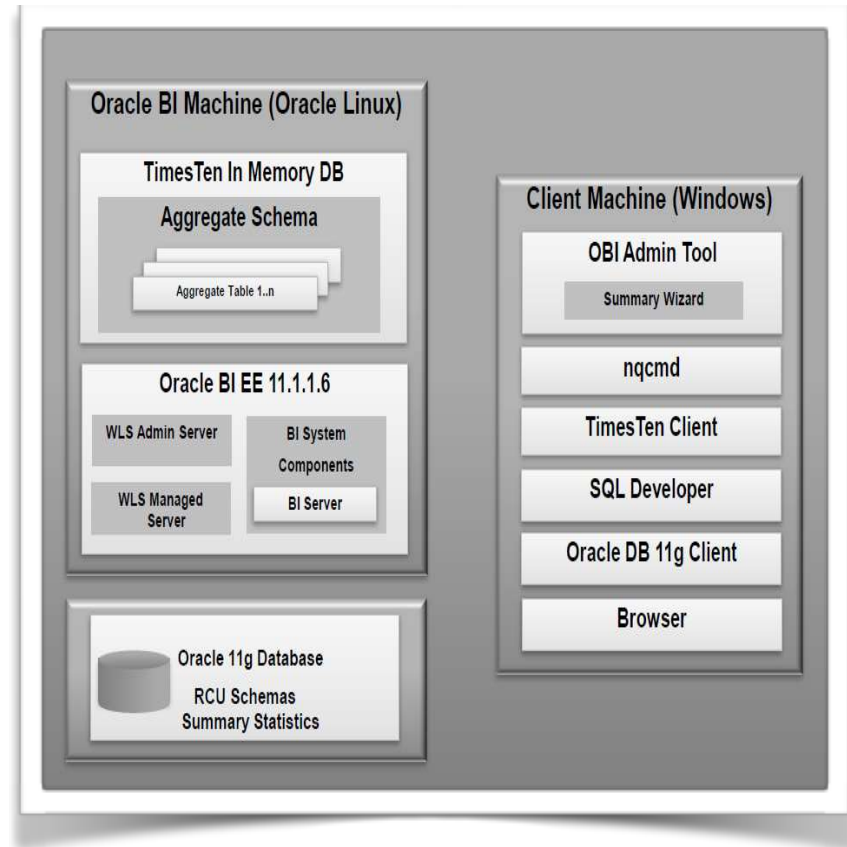 Oracle BI Machine (Oracle Linux)
TimesTen In Memory DB
Aggregate Schema
Aggregate Table 1..n
Oracle BI EE 11.1.1.6
WLS Admin Server
WLS Managed
Server
BI System
Components
BI Server
Oracle 11g Database
RCU Schemas
Summary Statistics
Client Machine (Windows)
OBI Admin Tool
Summary Wizard
nqcmd
TimesTen Client
SQL Developer
Oracle DB 11g Client
Browser